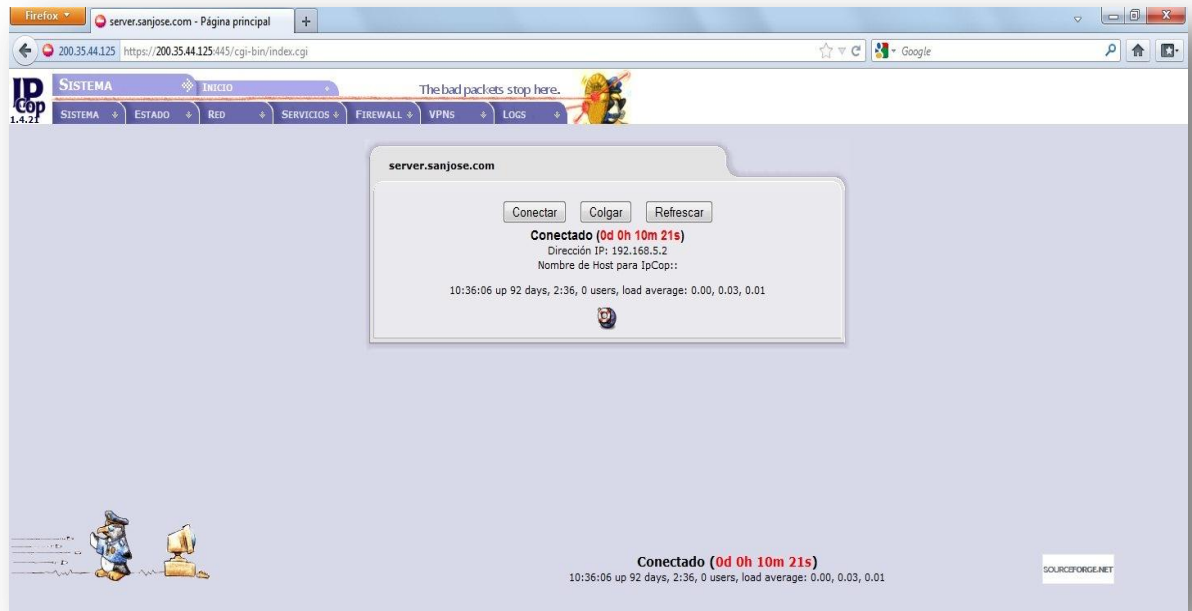 Firefox
server.sanjose.com - Página principal
200.35.44.125 https://200.35.44.125:445/cgi-bin/index.cgi
Google
IP COP 1.4.21
SISTEMA
INICIO
The bad packets stop here.
SISTEMA ESTADO RED SERVICIOS FIREWALL VPNS LOGS
server.sanjose.com
Conectar Colgar Refrescar
Conectado (0d 0h 10m 21s)
Dirección IP: 192.168.5.2
Nombre de Host para IpCop::
10:36:06 up 92 days, 2:36, 0 users, load average: 0.00, 0.03, 0.01
Conectado (0d 0h 10m 21s)
10:36:06 up 92 days, 2:36, 0 users, load average: 0.00, 0.03, 0.01
SOURCEFORGE.NET